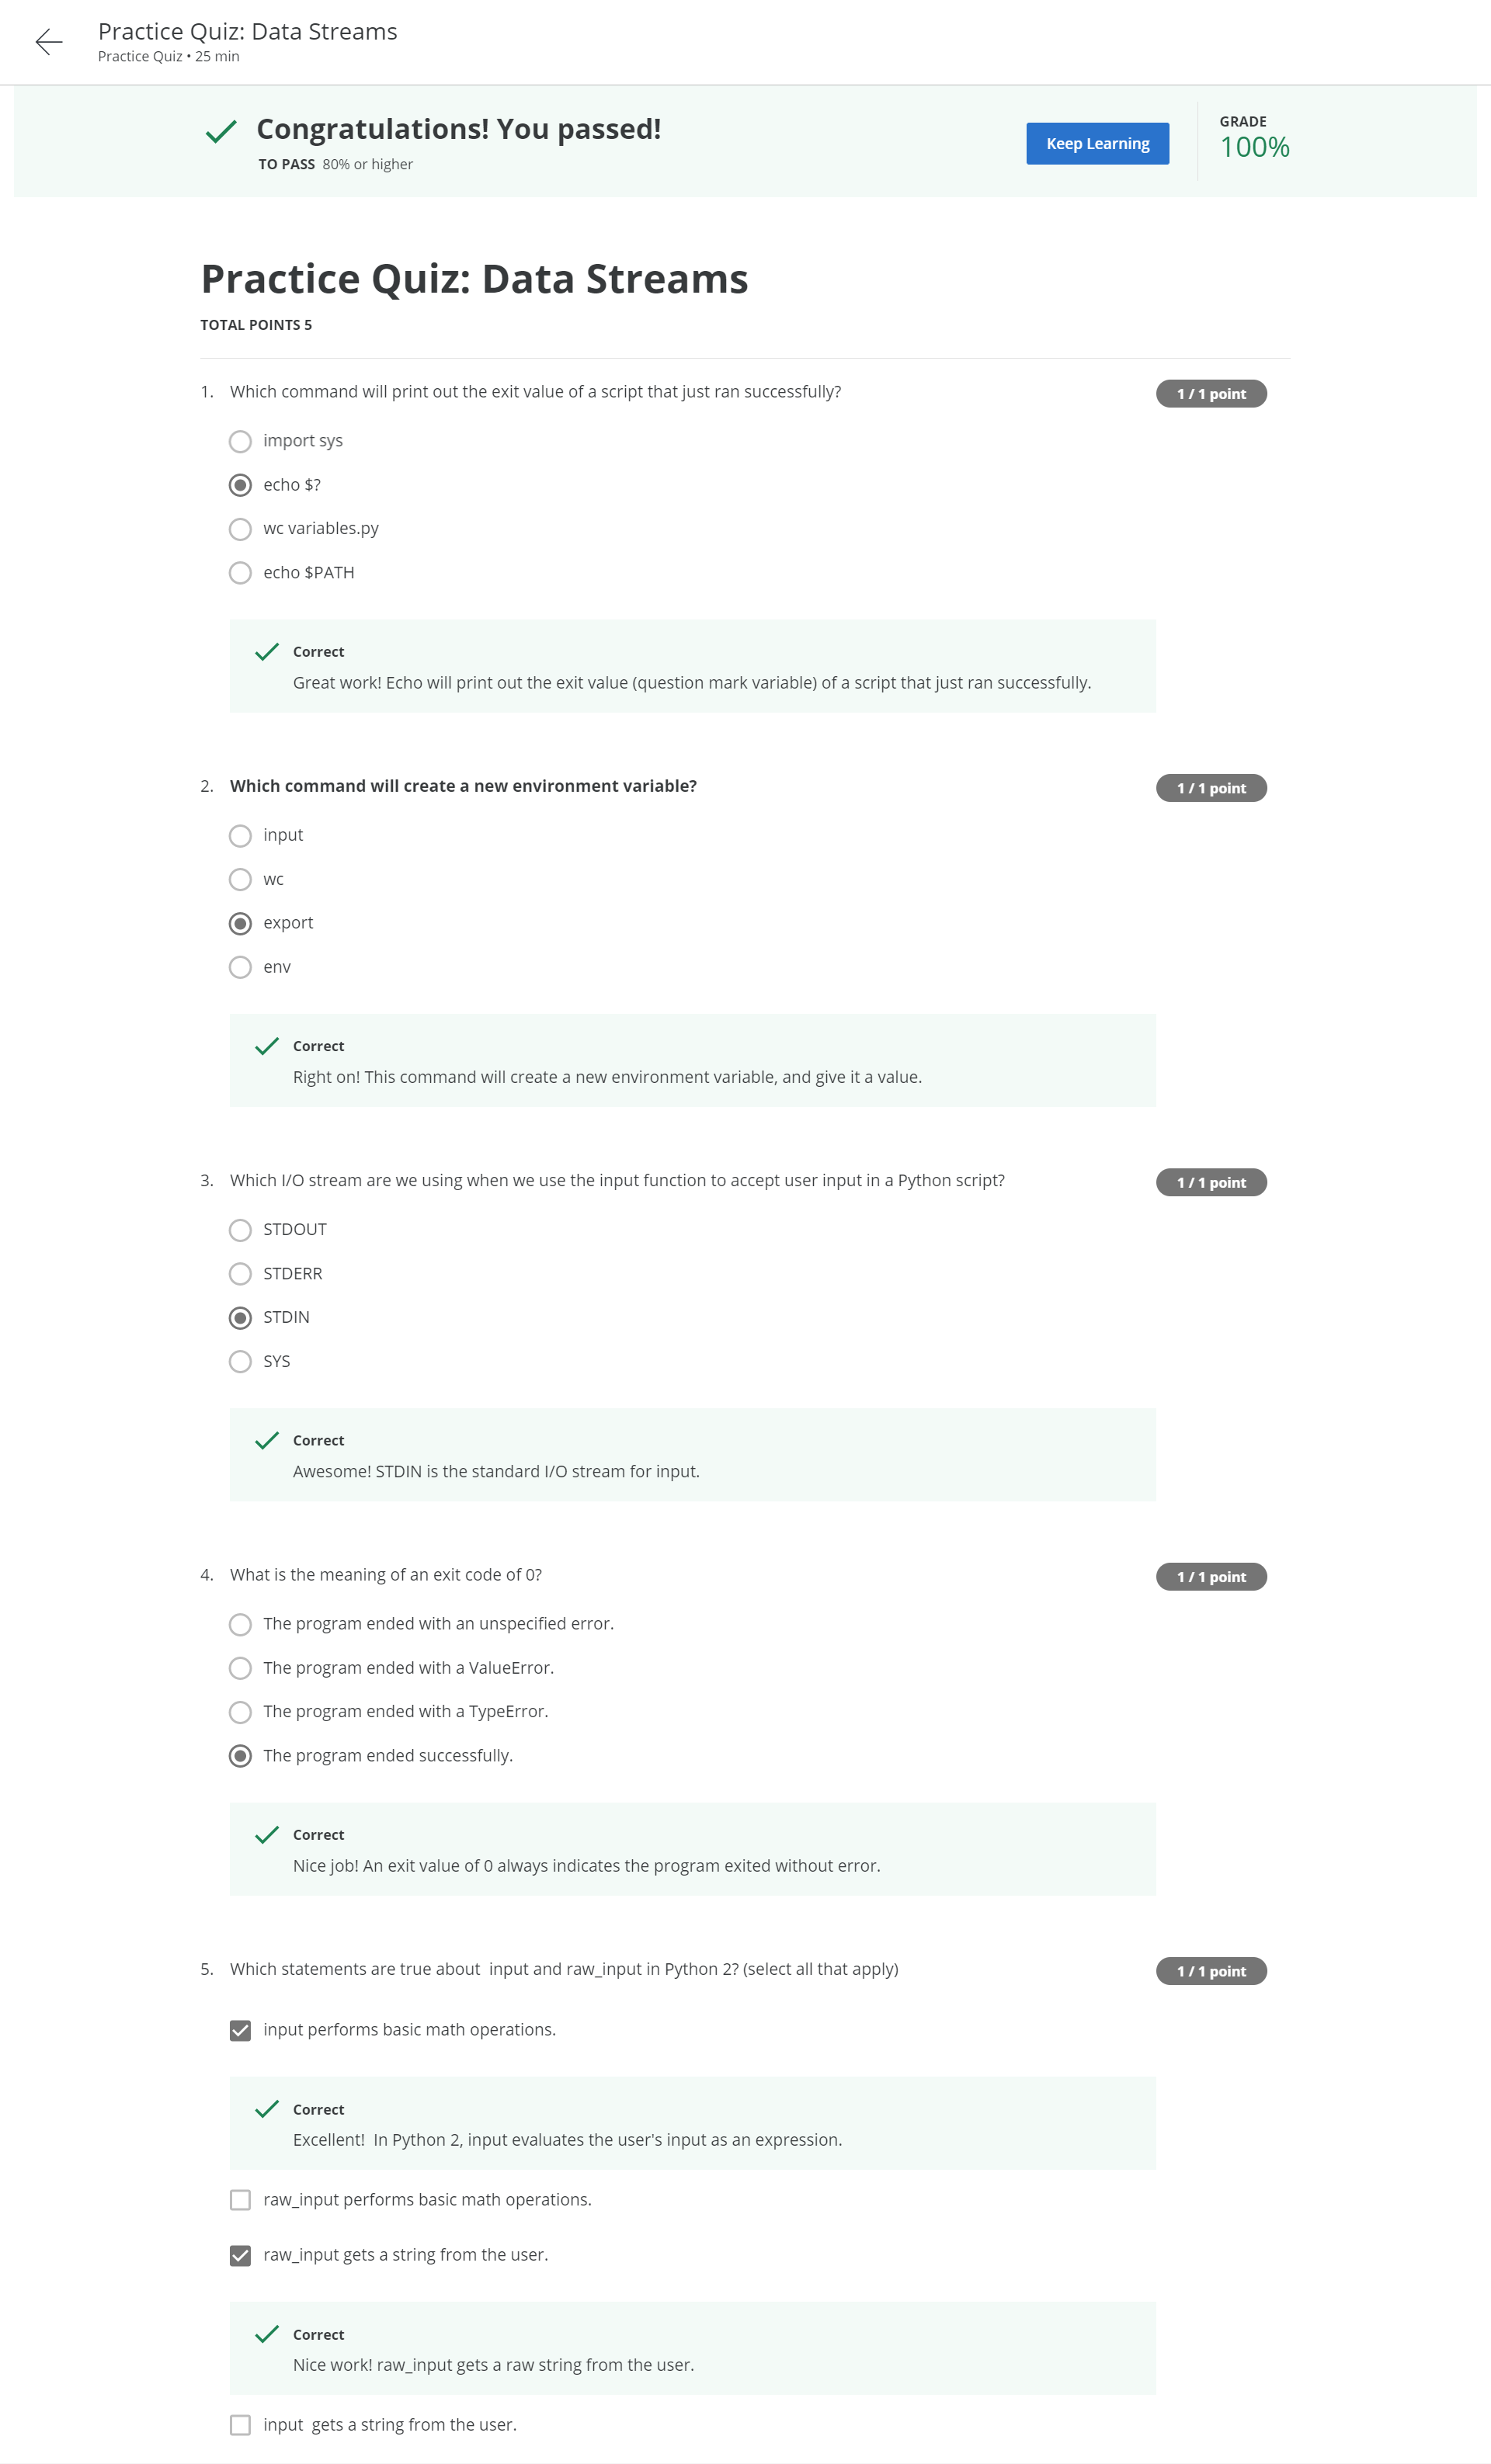 Practice Quiz: Data Streams
Practice Quiz • 25 min
Congratulations! You passed!
TO PASS 80% or higher
Keep Learning
GRADE
100%
Practice Quiz: Data Streams
TOTAL POINTS 5
1. Which command will print out the exit value of a script that just ran successfully?
1 / 1 point
import sys
echo $?
wc variables.py
echo $PATH
Correct
Great work! Echo will print out the exit value (question mark variable) of a script that just ran successfully.
2. Which command will create a new environment variable?
1 / 1 point
input
wc
export
env
Correct
Right on! This command will create a new environment variable, and give it a value.
3. Which I/O stream are we using when we use the input function to accept user input in a Python script?
1 / 1 point
STDOUT
STDERR
STDIN
SYS
Correct
Awesome! STDIN is the standard I/O stream for input.
4. What is the meaning of an exit code of 0?
1 / 1 point
The program ended with an unspecified error.
The program ended with a ValueError.
The program ended with a TypeError.
The program ended successfully.
Correct
Nice job! An exit value of 0 always indicates the program exited without error.
5. Which statements are true about input and raw_input in Python 2? (select all that apply)
1 / 1 point
input performs basic math operations.
Correct
Excellent! In Python 2, input evaluates the user's input as an expression.
raw_input performs basic math operations.
raw_input gets a string from the user.
Correct
Nice work! raw_input gets a raw string from the user.
input gets a string from the user.